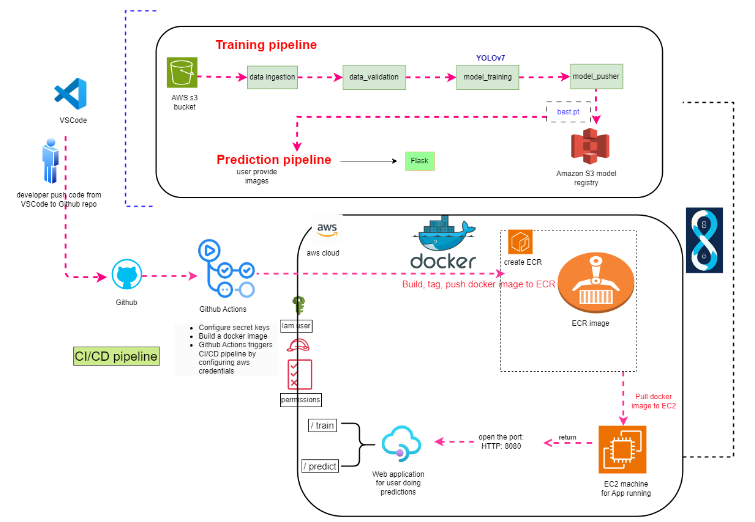 Training pipeline
YOLOv7
data ingestion
data_validation
model_training
model_pusher
AWS s3
bucket
best.pt
VSCode
Prediction pipeline
user provide
images
Flask
Amazon S3 model
registry
developer push code from
VSCode to Github repo
aws
aws cloud
docker
create ECR
Build, tag, push docker image to ECR
ECR image
Github
Github Actions
Configure secret keys
Build a docker image
Github Actions triggers
CI/CD pipeline by
configuring aws
credentials
Iam user
permissions
CI/CD pipeline
Pull docker
image to EC2
/ train
/ predict
Web application
for user doing
predictions
open the port:
HTTP: 8080
return
EC2 machine
for App running